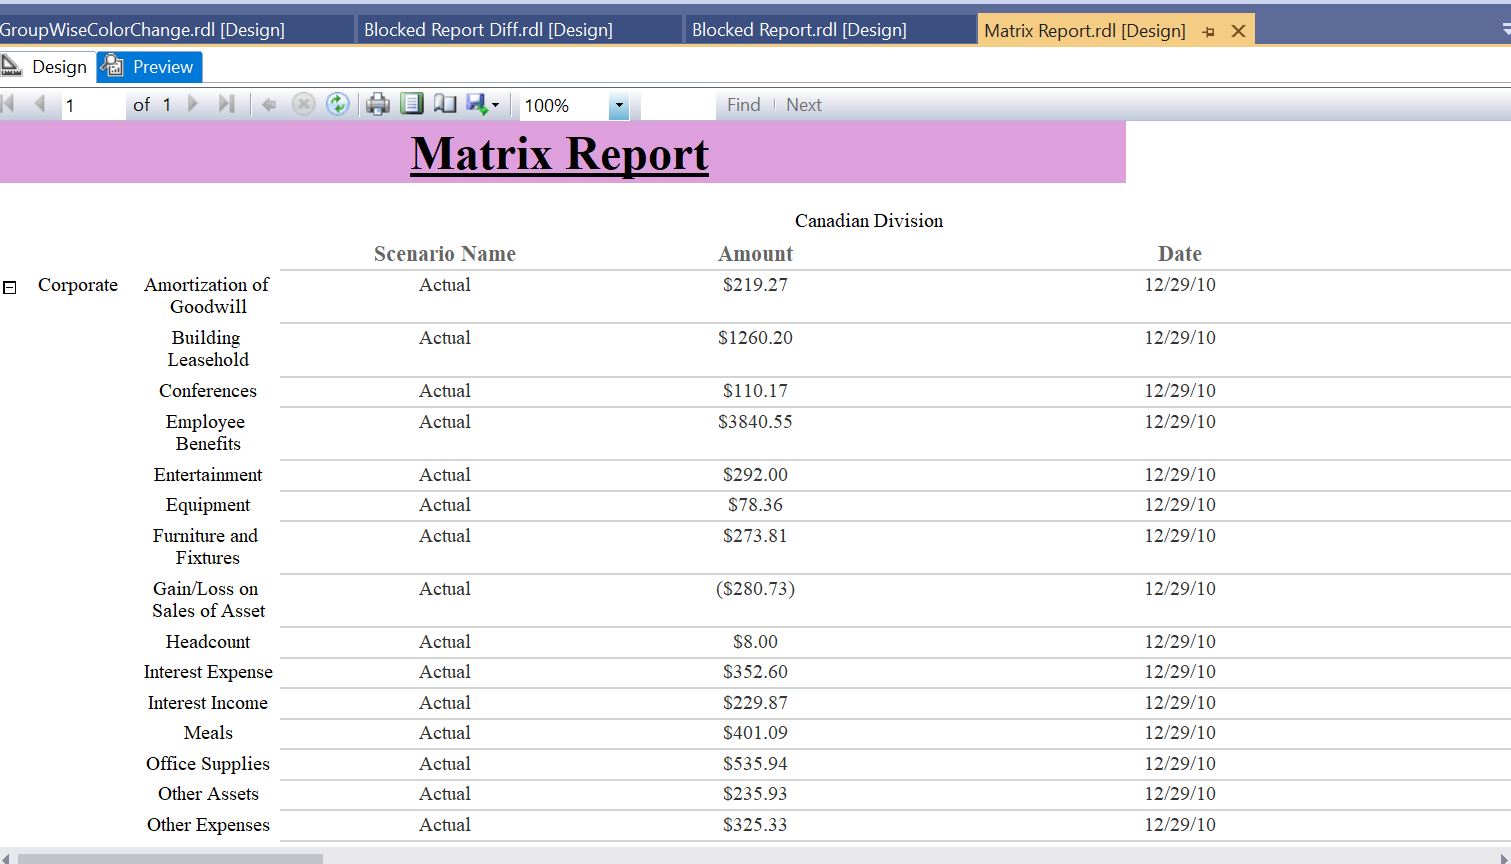 GroupWiseColorChange.rdl [Design] Blocked Report Diff.rdl [Design] Blocked Report.rdl [Design] Matrix Report.rdl [Design]
Design Preview
1 of 1 100% Find Next
Matrix Report
Canadian Division
Scenario Name Amount Date
Corporate Amortization of Actual $219.27 12/29/10
Goodwill
Building Actual $1260.20 12/29/10
Leasehold
Conferences Actual $110.17 12/29/10
Employee Actual $3840.55 12/29/10
Benefits
Entertainment Actual $292.00 12/29/10
Equipment Actual $78.36 12/29/10
Furniture and Actual $273.81 12/29/10
Fixtures
Gain/Loss on Actual ($280.73) 12/29/10
Sales of Asset
Headcount Actual $8.00 12/29/10
Interest Expense Actual $352.60 12/29/10
Interest Income Actual $229.87 12/29/10
Meals Actual $401.09 12/29/10
Office Supplies Actual $535.94 12/29/10
Other Assets Actual $235.93 12/29/10
Other Expenses Actual $325.33 12/29/10